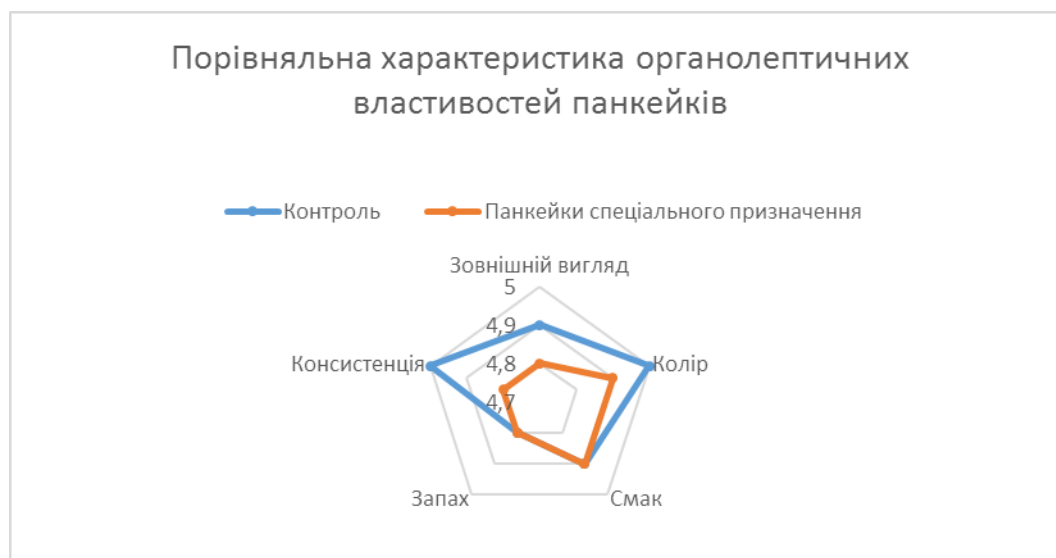 Порівняльна характеристика органолептичних
властивостей панкейків
Контроль
Панкейки спеціального призначення
Зовнішній вигляд
5
4,9
4,8
4,7
Колір
Смак
Запах
Консистенція